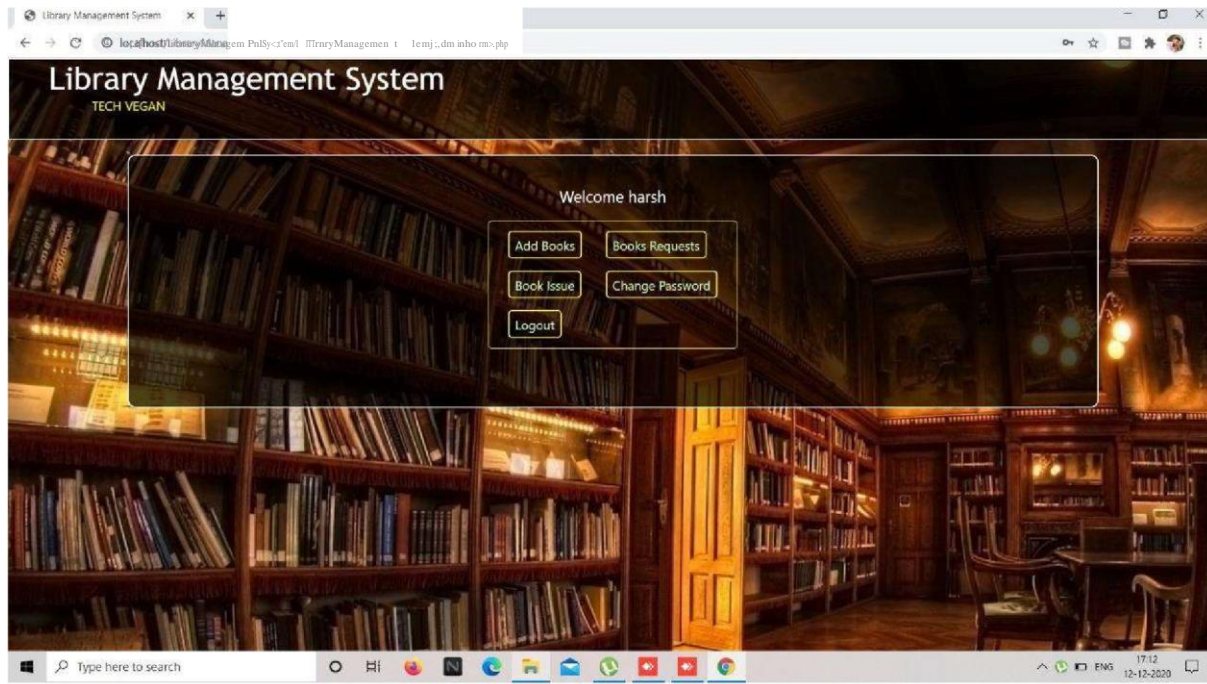 Library Management System
Library Management System
TECH VEGAN
Welcome harsh
Add Books
Books Requests
Book Issue
Change Password
Logout
Type here to search
ENG
17:12
12-12-2020